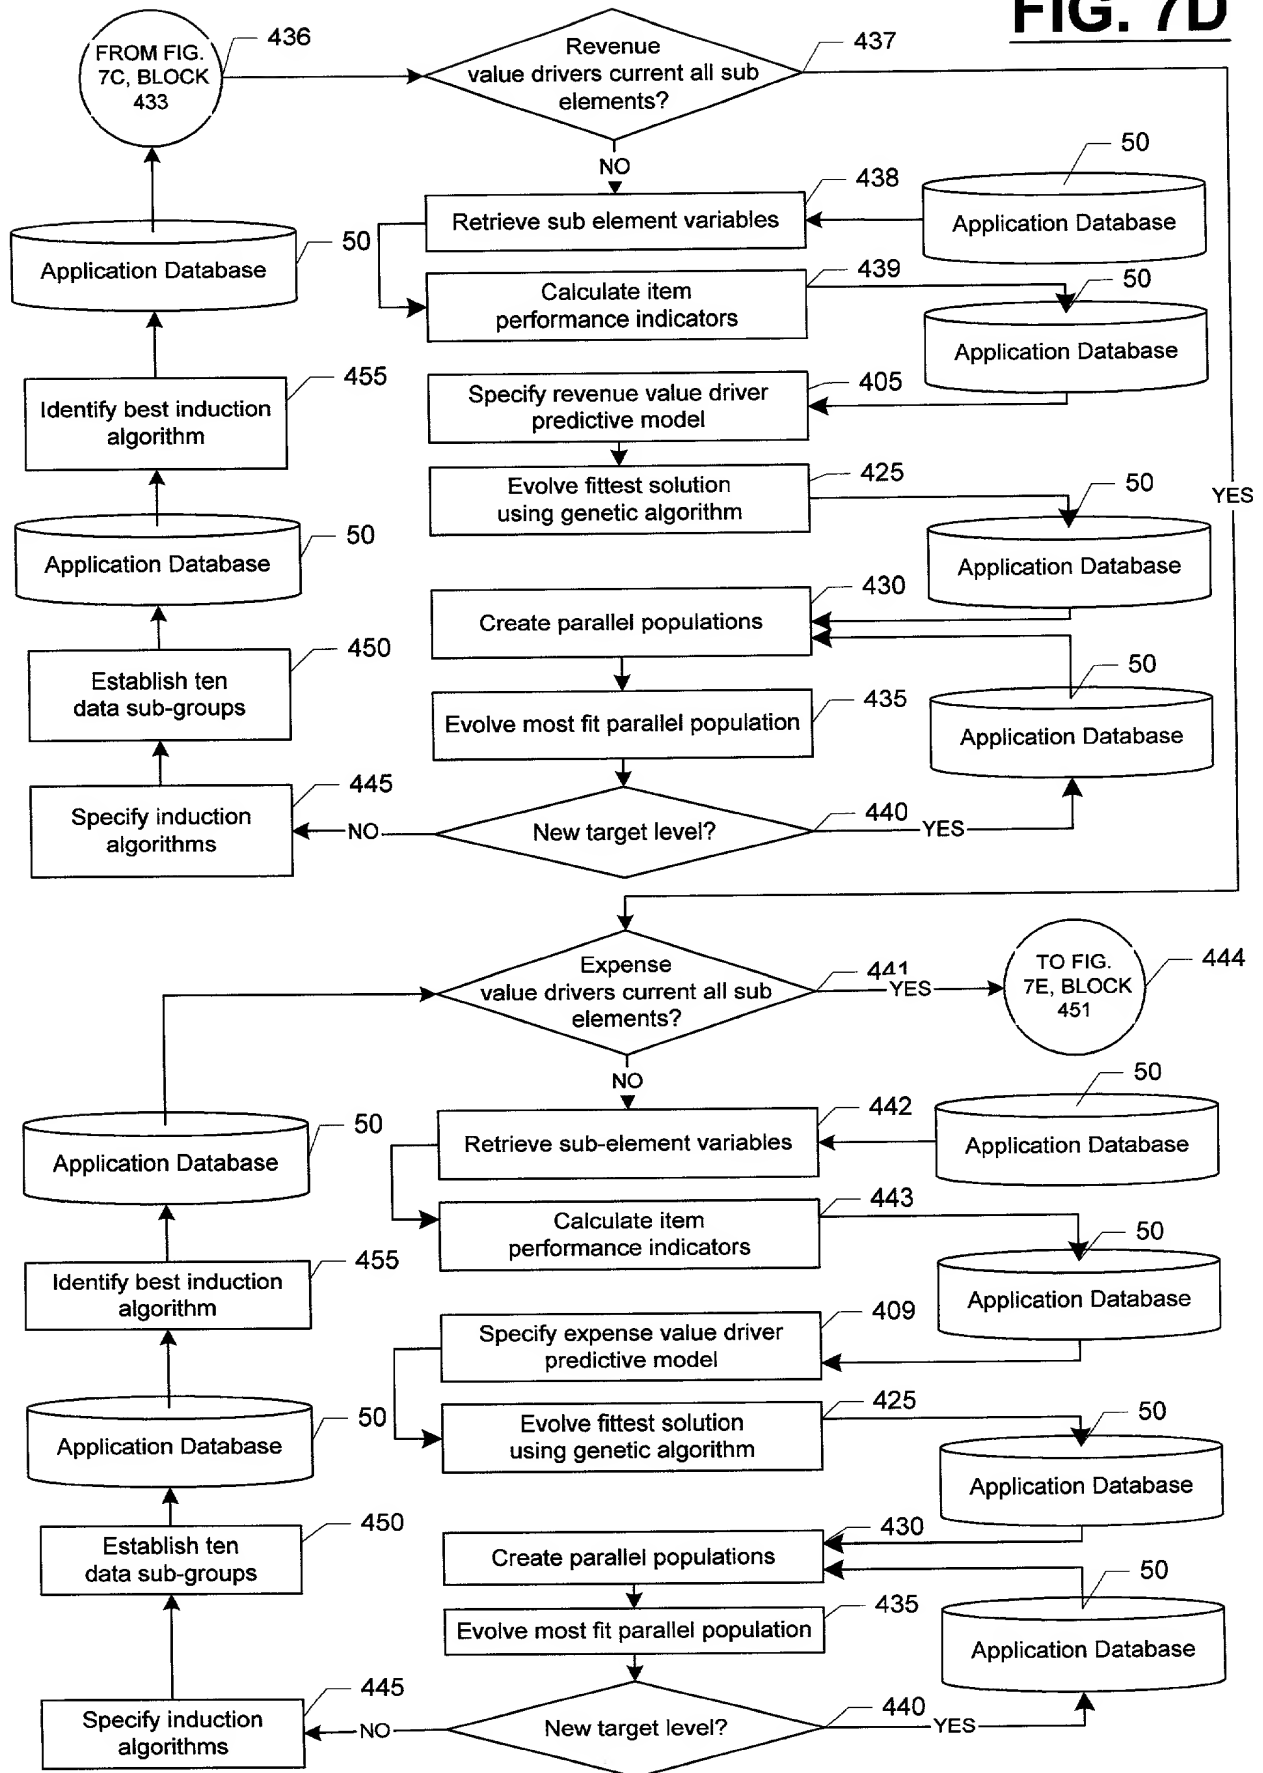 FIG. 7D
FROM FIG.
7C, BLOCK
433
436
Revenue
value drivers current all sub
elements?
437
NO
YES
Retrieve sub element variables
438
50
Application Database
Calculate item
performance indicators
439
50
Application Database
Specify revenue value driver
predictive model
405
Evolve fittest solution
using genetic algorithm
425
50
Application Database
Create parallel populations
430
50
Application Database
Evolve most fit parallel population
435
New target level?
440
YES
NO
Specify induction
algorithms
445
Establish ten
data sub-groups
450
Application Database
50
Identify best induction
algorithm
455
Application Database
50
Expense
value drivers current all sub
elements?
441
YES
TO FIG.
7E, BLOCK
451
444
NO
Retrieve sub-element variables
442
50
Application Database
Calculate item
performance indicators
443
50
Application Database
Specify expense value driver
predictive model
409
Evolve fittest solution
using genetic algorithm
425
50
Application Database
Create parallel populations
430
50
Application Database
Evolve most fit parallel population
435
New target level?
440
YES
NO
Specify induction
algorithms
445
Establish ten
data sub-groups
450
Application Database
50
Identify best induction
algorithm
455
Application Database
50